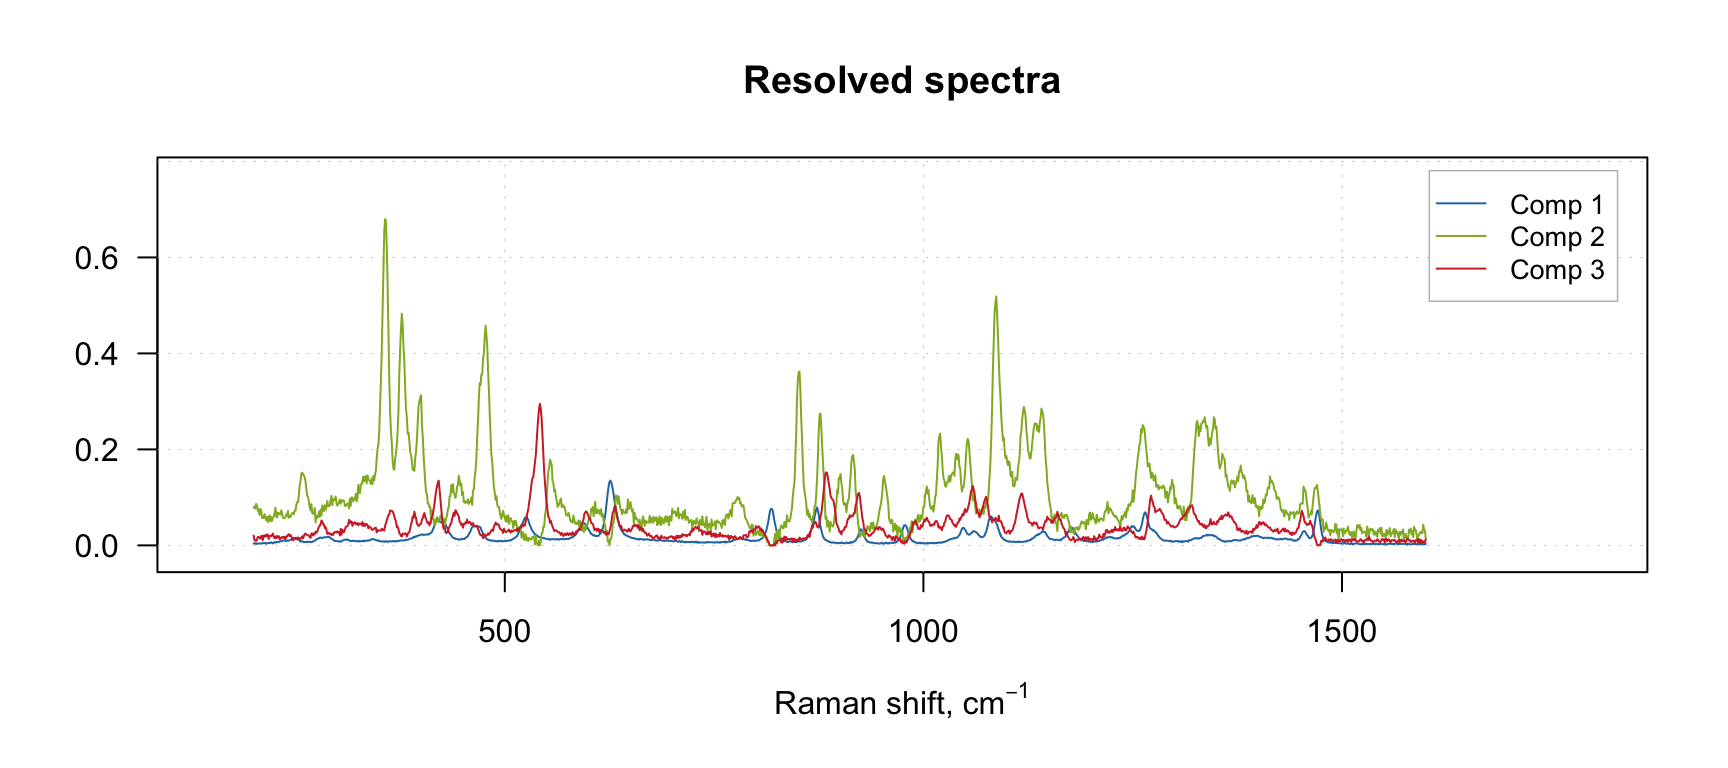 Resolved spectra
Comp 1
Comp 2
Comp 3
0.6
0.4
0.2
0.0
500 1000 1500
Raman shift, cm⁻¹